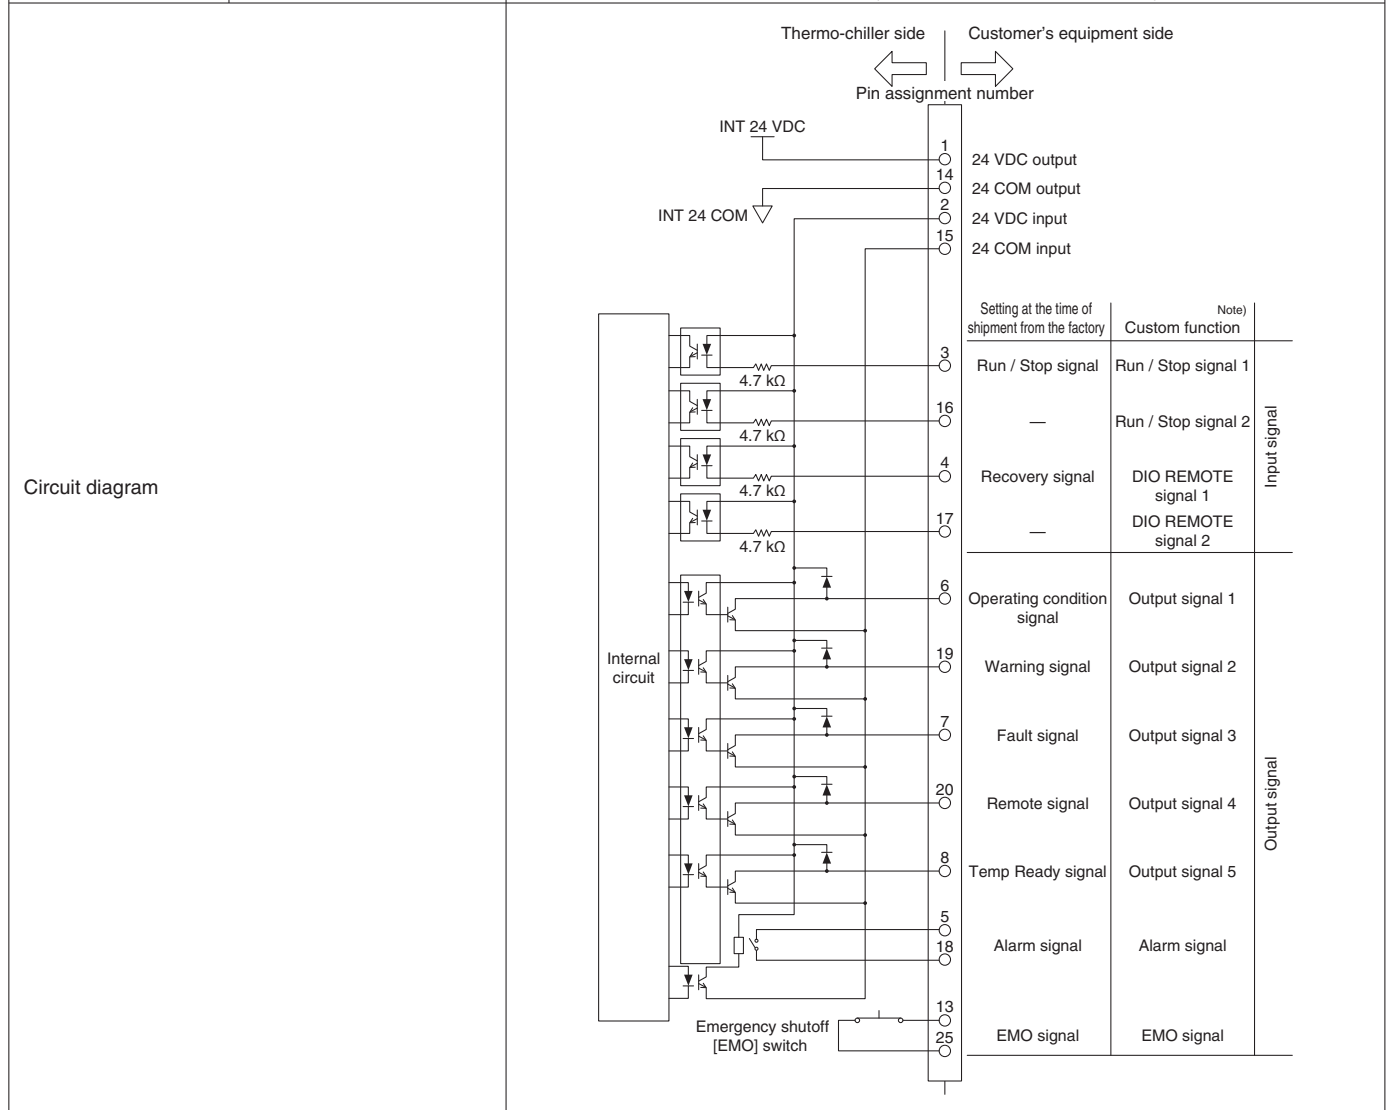 Thermo-chiller side
Customer's equipment side
Pin assignment number
INT 24 VDC
1
24 VDC output
14
24 COM output
INT 24 COM
2
24 VDC input
15
24 COM input
Setting at the time of
shipment from the factory
Note)
Custom function
3
4.7 kΩ
Run / Stop signal
Run / Stop signal 1
16
4.7 kΩ
—
Run / Stop signal 2
Input signal
4
4.7 kΩ
Recovery signal
DIO REMOTE
signal 1
Circuit diagram
17
4.7 kΩ
—
DIO REMOTE
signal 2
6
Operating condition
signal
Output signal 1
Internal
circuit
19
Warning signal
Output signal 2
7
Fault signal
Output signal 3
20
Remote signal
Output signal 4
Output signal
8
Temp Ready signal
Output signal 5
5
18
Alarm signal
Alarm signal
Emergency shutoff
[EMO] switch
13
25
EMO signal
EMO signal